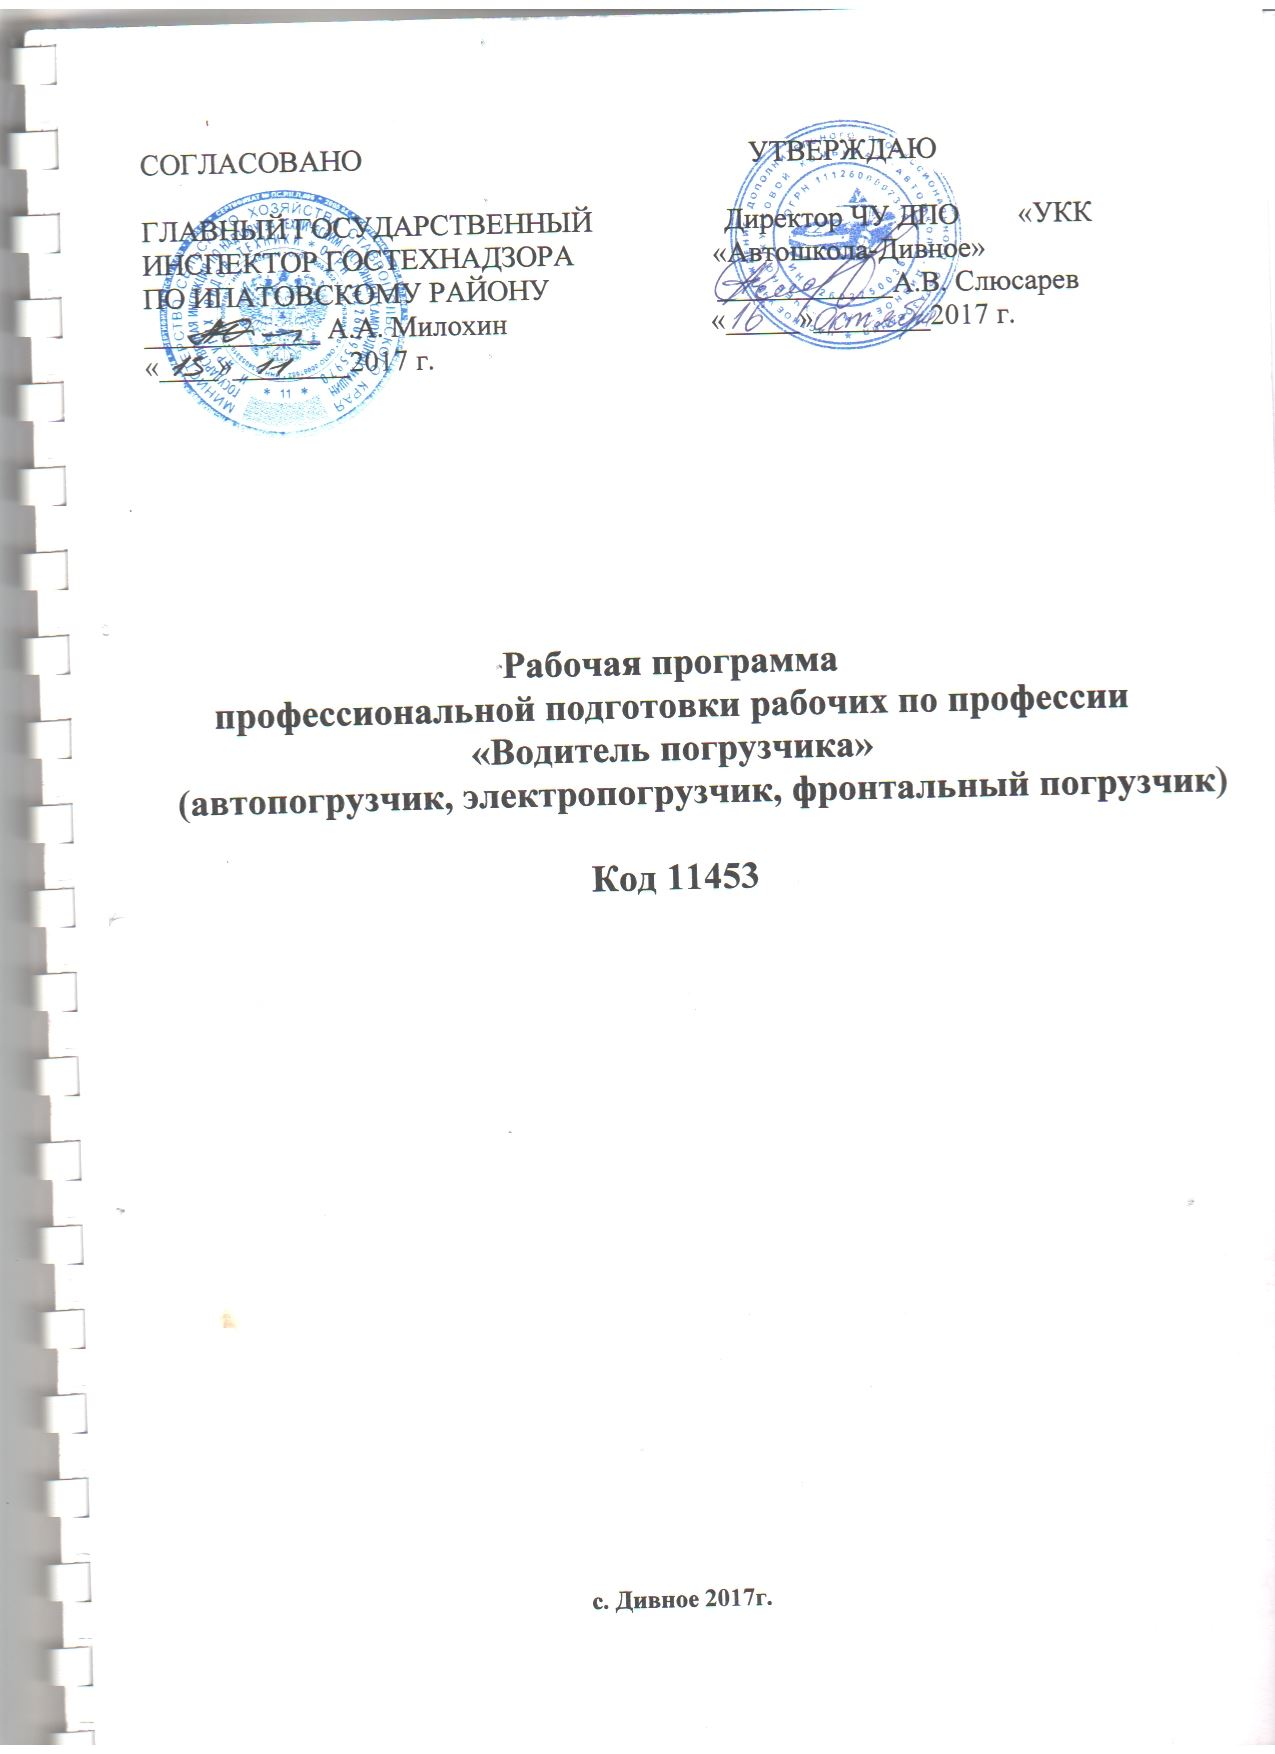 СОГЛАСОВАНО
ГЛАВНЫЙ ГОСУДАРСТВЕННЫЙ
ИНСПЕКТОР ГОСТЕХНАДЗОРА
ПО ИПАТОВСКОМУ РАЙОНУ
А.А. Милохин
«15» 11 2017 г.
* 11 *
УТВЕРЖДАЮ
Директор ЧУ ДПО «УКК
«Автошкола-Дивное»
А.В. Слюсарев
«16» октября 2017 г.
Рабочая программа
профессиональной подготовки рабочих по профессии
«Водитель погрузчика»
(автопогрузчик, электропогрузчик, фронтальный погрузчик)
Код 11453
с. Дивное 2017г.